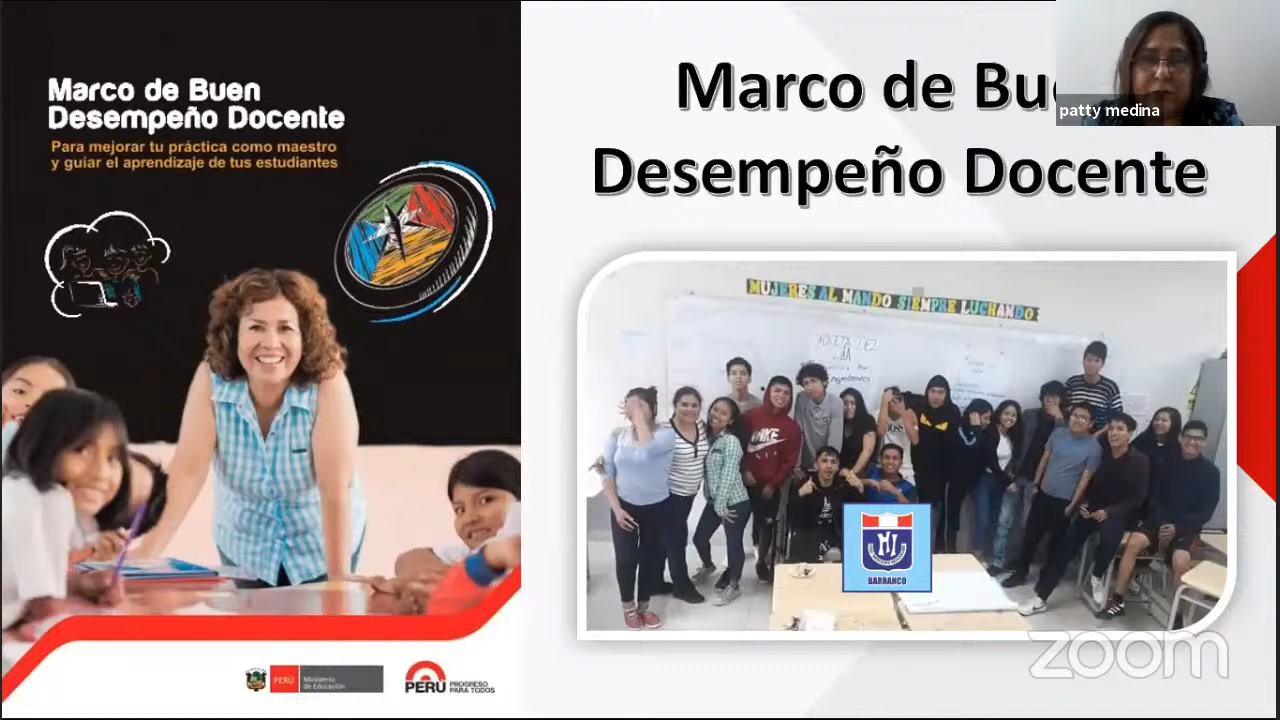 Marco de Buen
Desempeño Docente
Para mejorar tu práctica como maestro
y guiar el aprendizaje de tus estudiantes
PERÚ
Ministerio
de Educación
PERÚ
PROGRESO
PARA TODOS
Marco de Bue
Desempeño Docente
patty medina
MUJERES AL MANDO SIEMPRE LUCHANDO
BARRANCO
zoom